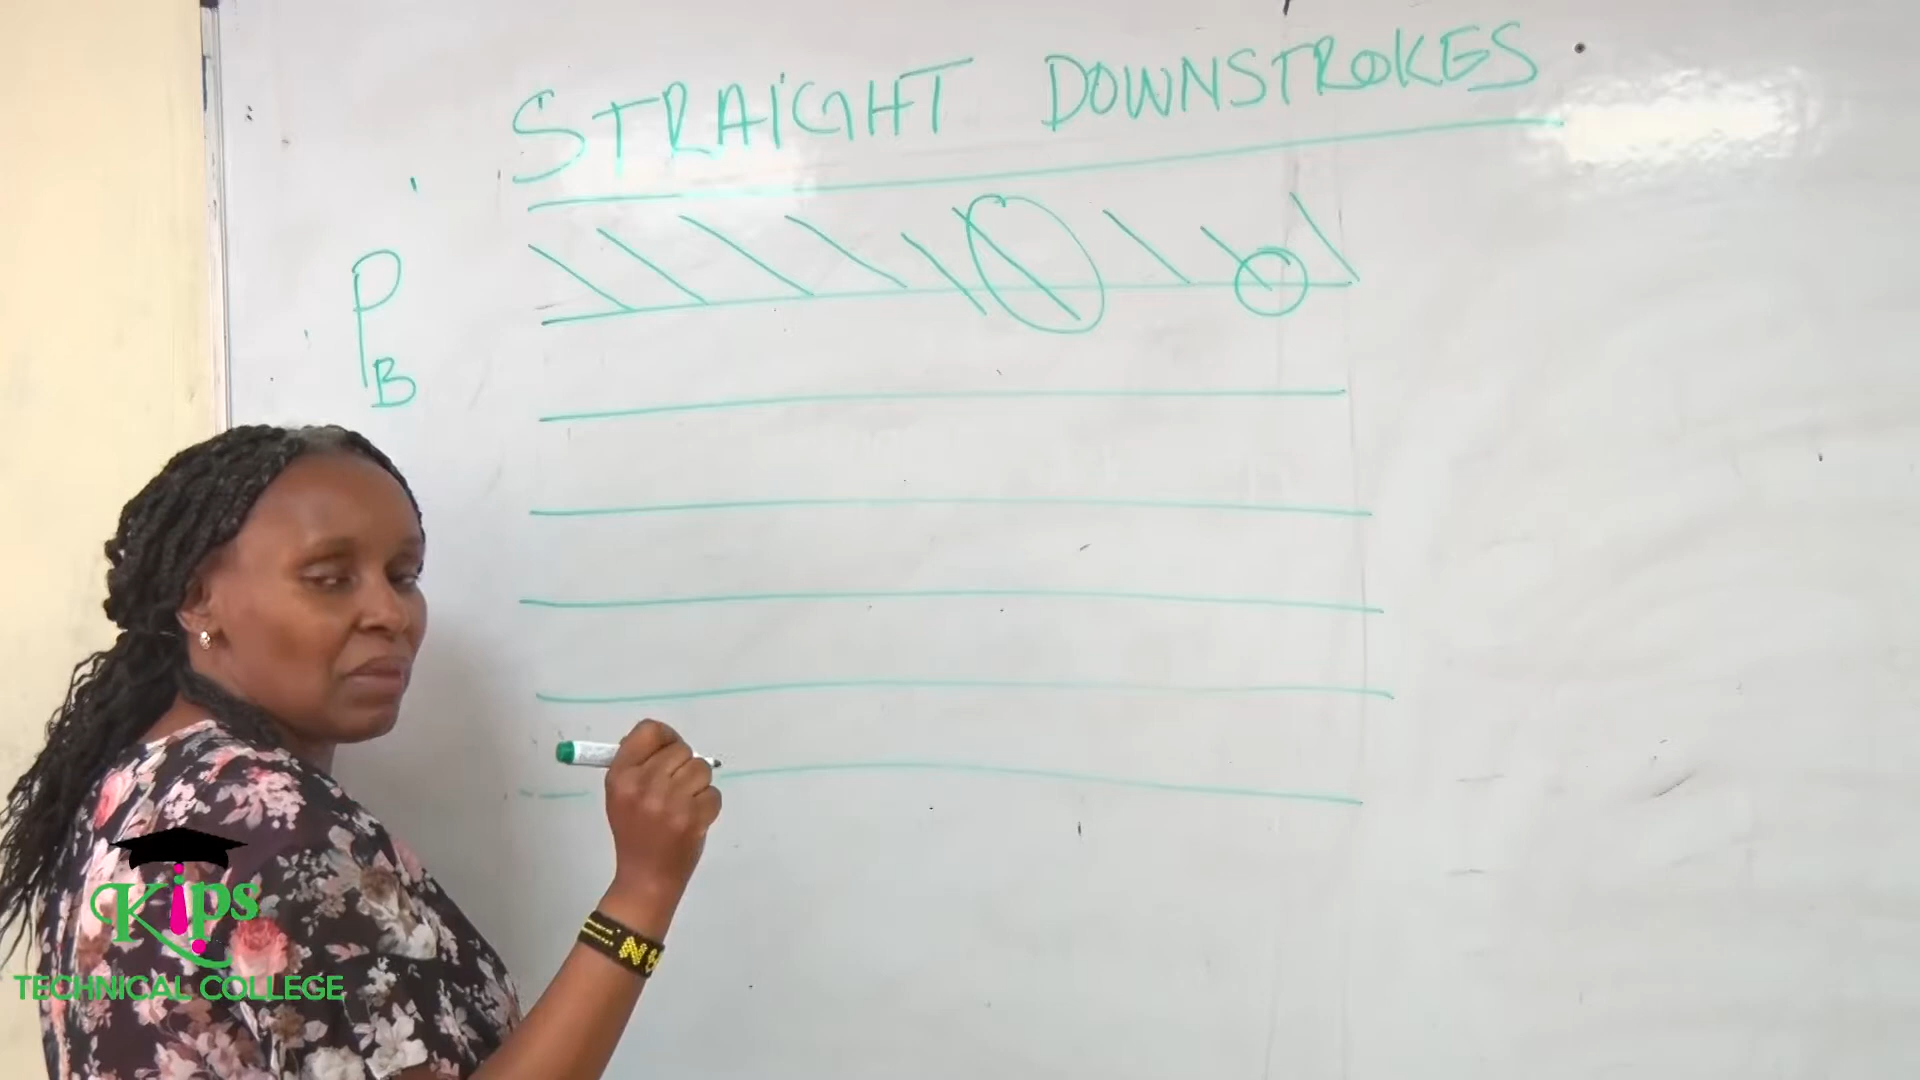 STRAIGHT DOWNSTROKES
P
B
Kips
TECHNICAL COLLEGE